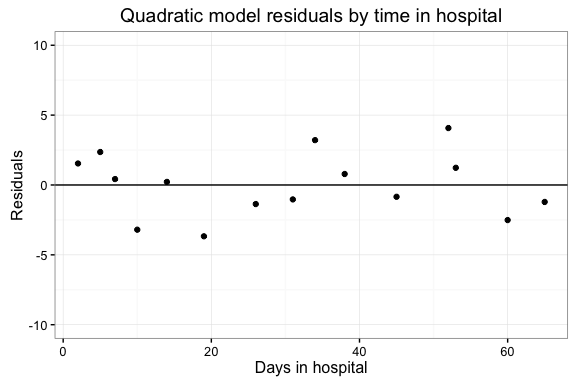 Quadratic model residuals by time in hospital
10
5
0
-5
-10
Residuals
0 20 40 60
Days in hospital